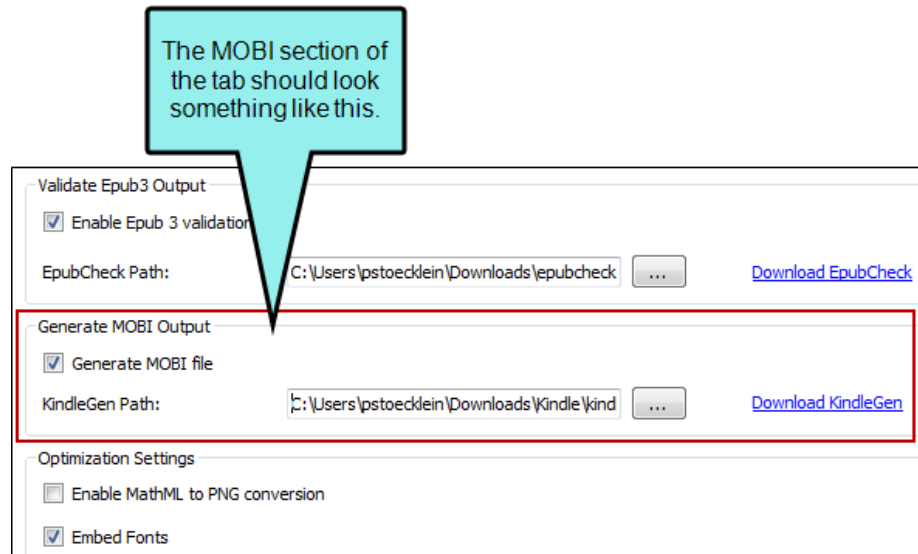 The MOBI section of
the tab should look
something like this.
Validate Epub3 Output
Enable Epub 3 validation
EpubCheck Path: C:\Users\pstoecklein\Downloads\epubcheck ... Download EpubCheck
Generate MOBI Output
Generate MOBI file
KindleGen Path: C:\Users\pstoecklein\Downloads\Kindle\kind ... Download KindleGen
Optimization Settings
Enable MathML to PNG conversion
Embed Fonts